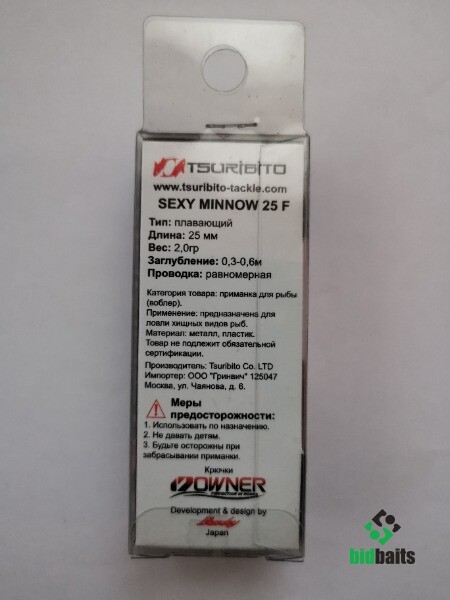 TSURIBITO
www.tsuribito-tackle.com
SEXY MINNOW 25 F
Тип: плавающий
Длина: 25 мм
Вес: 2,0гр
Заглубление: 0,3-0,6м
Проводка: равномерная
Категория товара: приманка для рыбы
(воблер).
Применение: предназначена для
ловли хищных видов рыб.
Материал: металл, пластик.
Товар не подлежит обязательной
сертификации.
Производитель: Tsuribito Co. LTD
Импортер: ООО "Гринвич" 125047
Москва, ул. Чаянова, д. 6.
Меры
предосторожности:
1. Использовать по назначению.
2. Не давать детям.
3. Будьте осторожны при
забрасывании приманки.
Крючки
OWNER
Development & design by
Japan
bidbaits